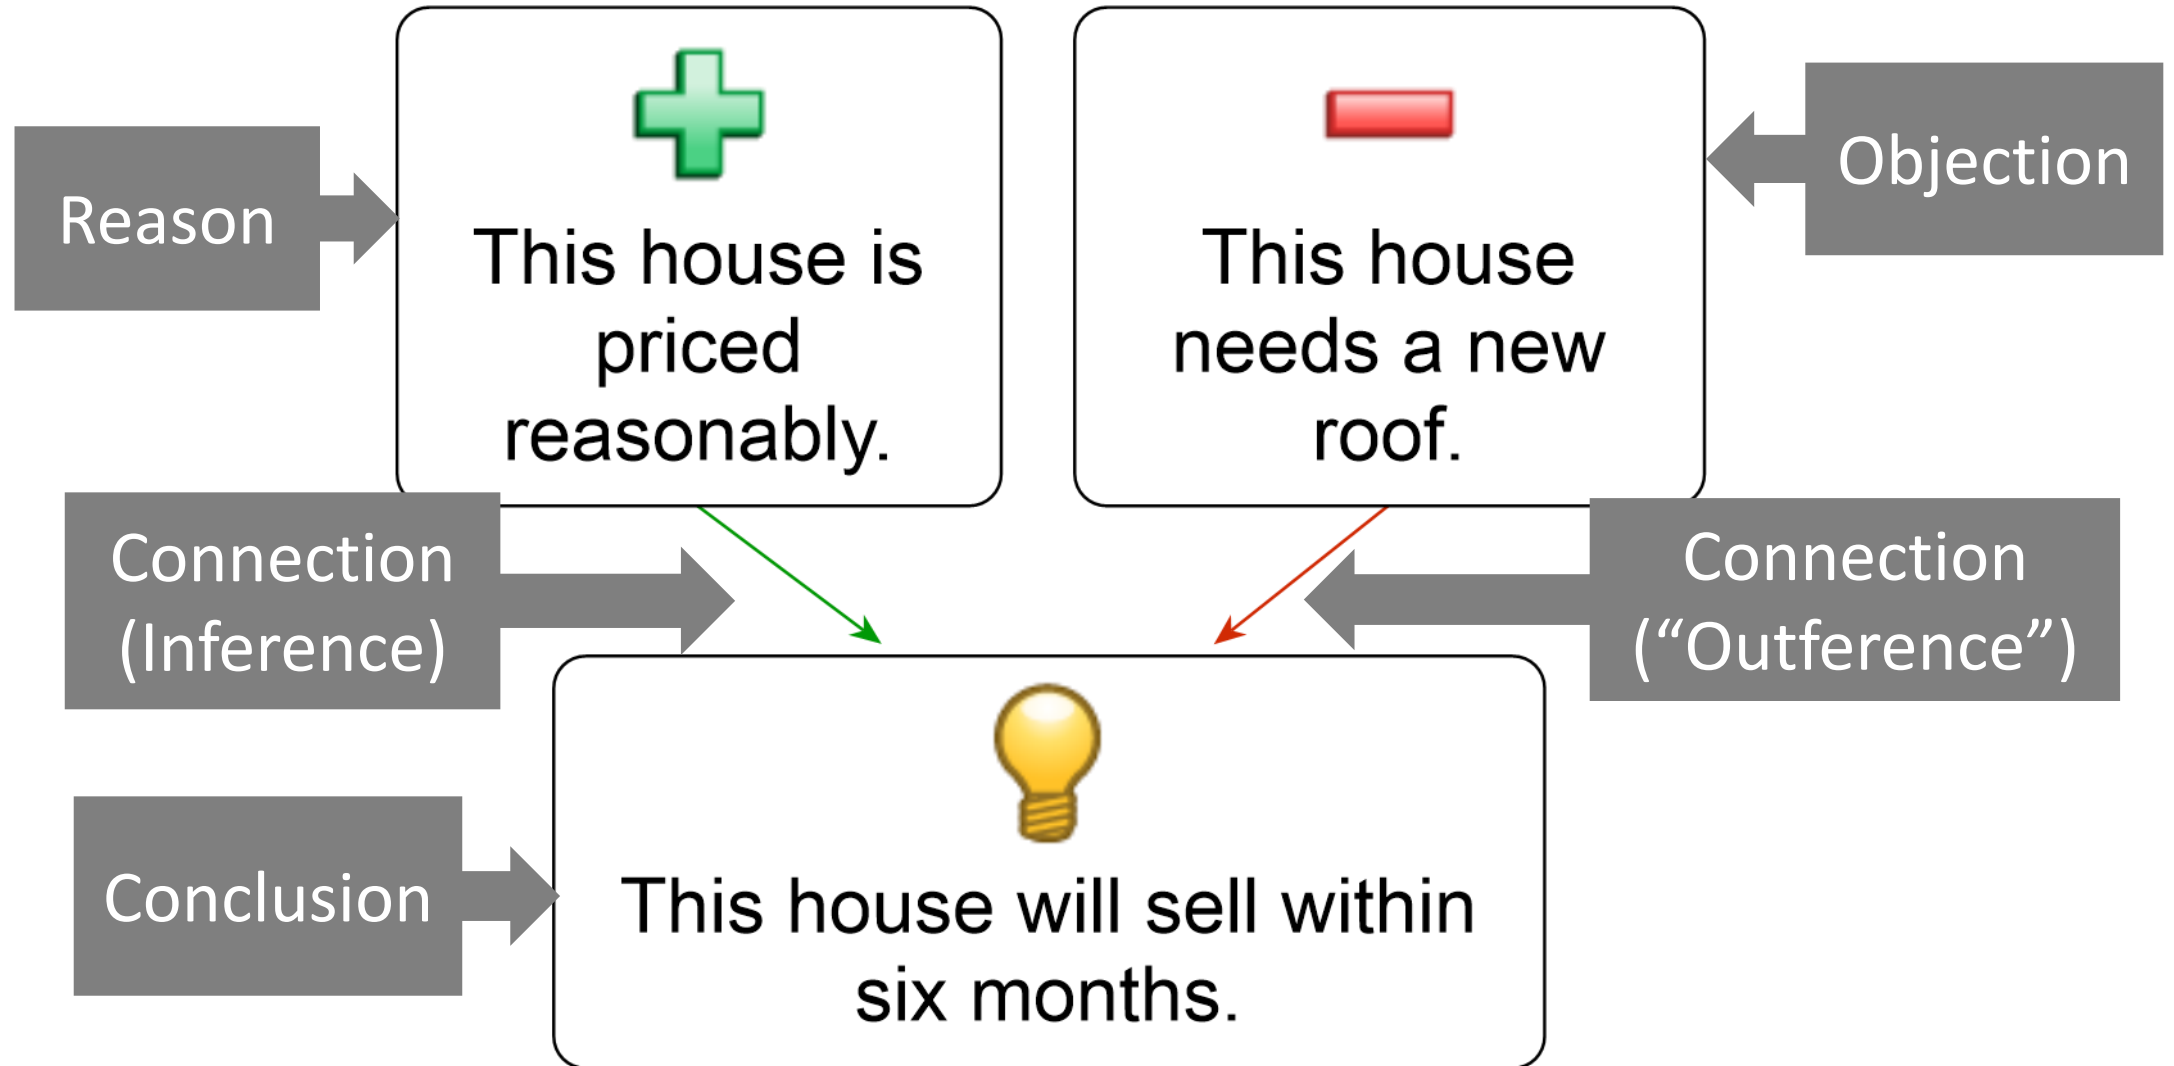 Reason
This house is
priced
reasonably.
This house
needs a new
roof.
Objection
Connection
(Inference)
Connection
(“Outference”)
Conclusion
This house will sell within
six months.